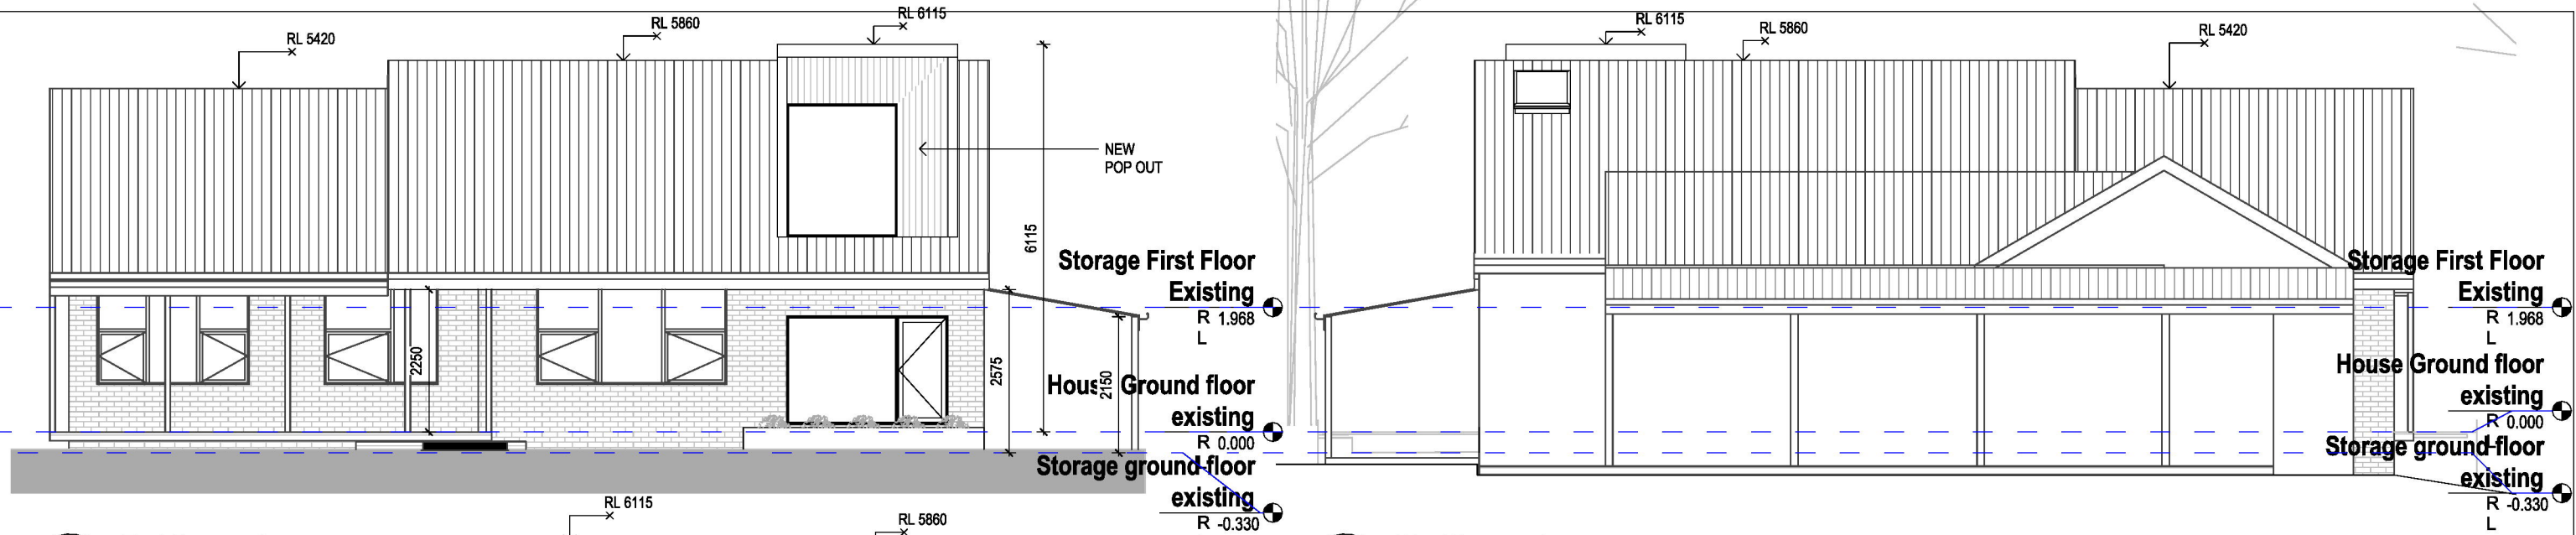 RL 5420
RL 5860
RL 6115
NEW
POP OUT
6115
2250
2575
2150
Storage First Floor
Existing
R 1.968
L
House Ground floor
existing
R 0.000
Storage ground floor
existing
R -0.330
RL 6115
RL 5860
RL 6115
RL 5860
RL 5420
Storage First Floor
Existing
R 1.968
L
House Ground floor
existing
R 0.000
Storage ground floor
existing
R -0.330
L